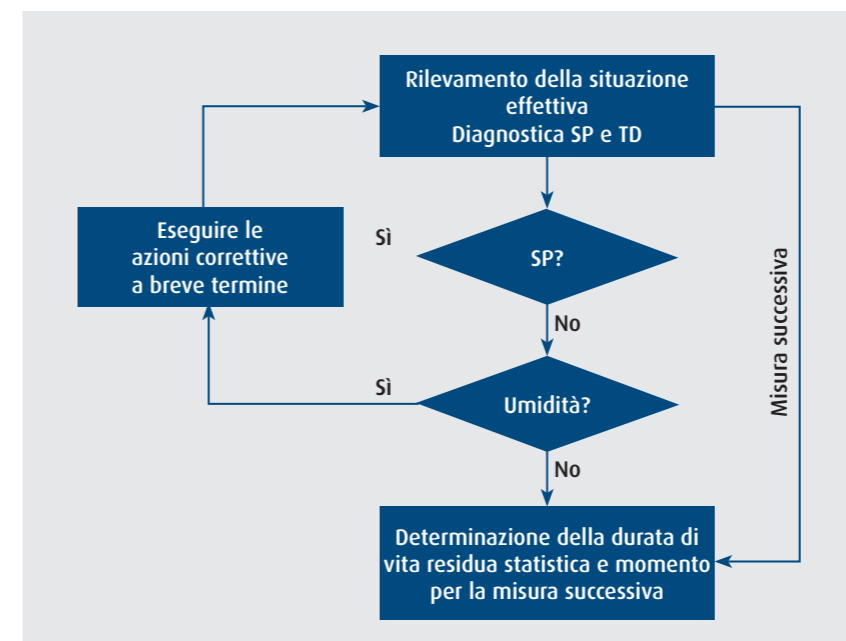 Rilevamento della situazione
effettiva
Diagnostica SP e TD
Eseguire le
azioni correttive
a breve termine
Sì
SP?
No
Misura successiva
Sì
Umidità?
No
Determinazione della durata di
vita residua statistica e momento
per la misura successiva